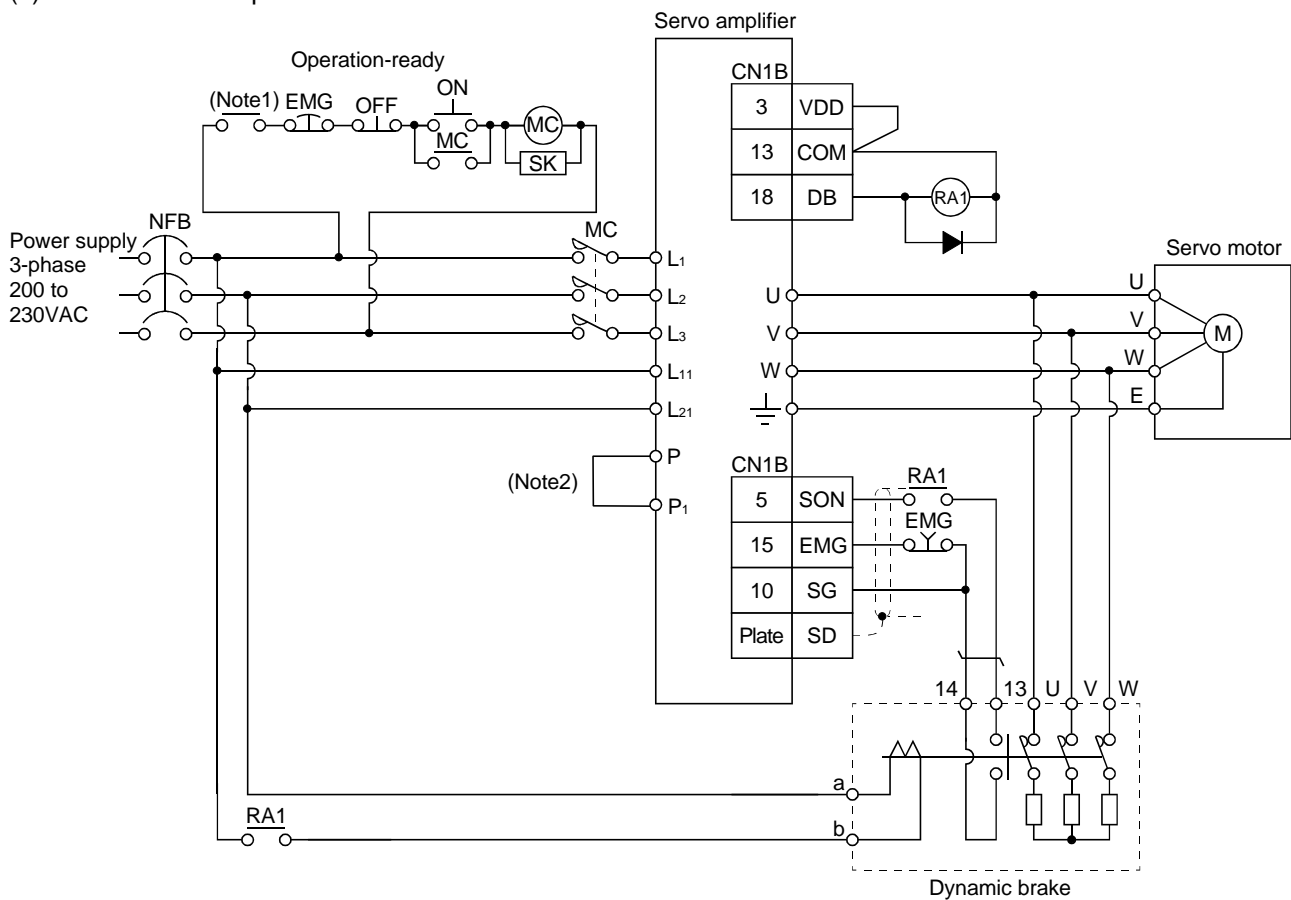 Servo amplifier
Operation-ready
ON
(Note1) EMG OFF
MC
MC
SK
CN1B
3 VDD
13 COM
18 DB
RA1
NFB
Power supply
3-phase
200 to
230VAC
MC
L1
L2
L3
L11
L21
P
P1
(Note2)
U
V
W
Servo motor
U
V
W
E
M
CN1B
5 SON
15 EMG
10 SG
Plate SD
RA1
EMG
14 13 U V W
a
b
RA1
Dynamic brake